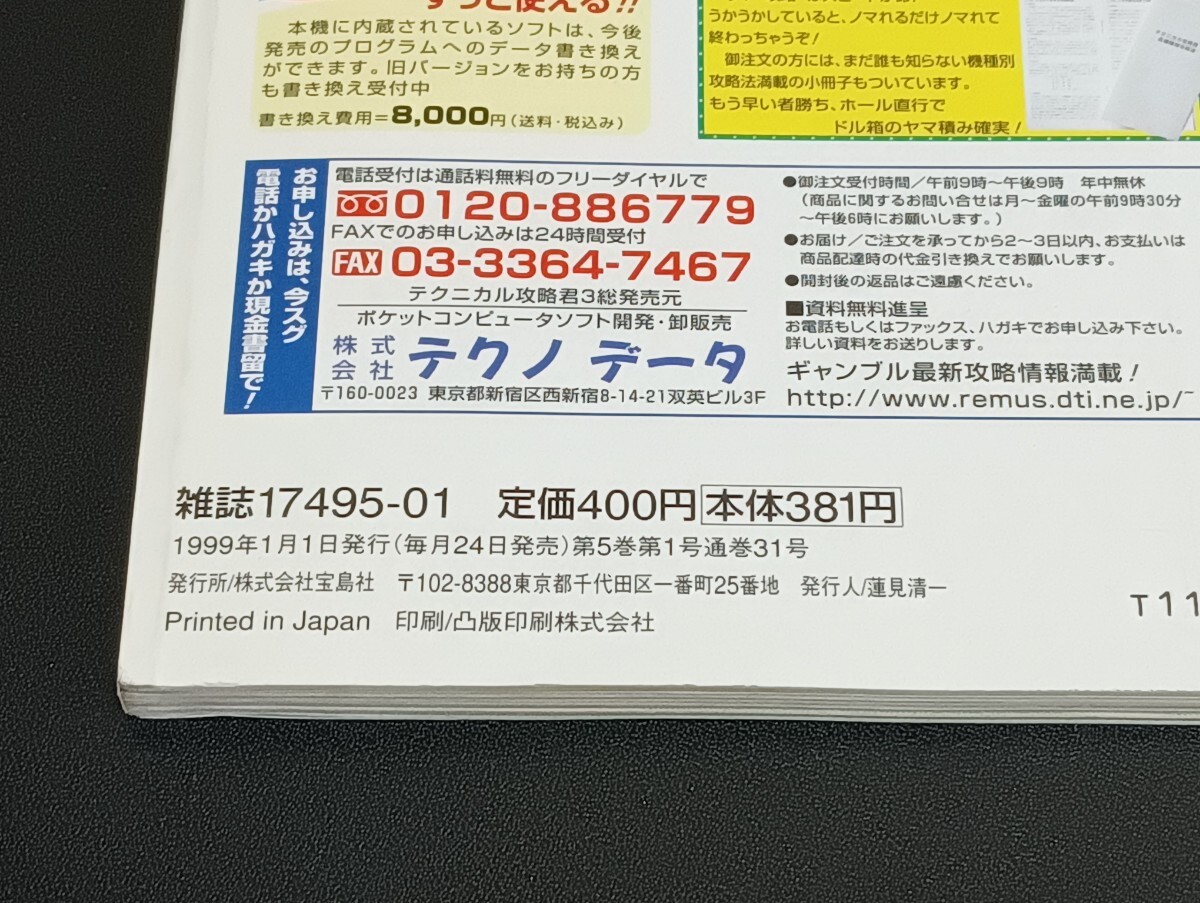 ずっと使える!!
本機に内蔵されているソフトは、今後
発売のプログラムへのデータ書き換え
ができます。旧バージョンをお持ちの方
も書き換え受付中
書き換え費用=8,000円(送料・税込み)
うかうかしていると、ノマれるだけノマれて
終わっちゃうぞ!
御注文の方には、まだ誰も知らない機種別
攻略法満載の小冊子もついています。
もう早い者勝ち、ホール直行で
ドル箱のヤマ積み確実!
お申し込みは、今スグ
電話かハガキか現金書留で!
電話受付は通話料無料のフリーダイヤルで
0120-886779
FAXでのお申し込みは24時間受付
FAX 03-3364-7467
テクニカル攻略君3総発売元
ポケットコンピュータソフト開発・卸販売
株式会社 テクノデータ
〒160-0023 東京都新宿区西新宿8-14-21双英ビル3F
●御注文受付時間/午前9時～午後9時 年中無休
(商品に関するお問い合せは月～金曜の午前9時30分
～午後6時にお願いします。)
●お届け/ご注文を承ってから2～3日以内、お支払いは
商品配達時の代金引き換えでお願いします。
●開封後の返品はご遠慮ください。
■資料無料進呈
お電話もしくはファックス、ハガキでお申し込み下さい。
詳しい資料をお送りします。
ギャンブル最新攻略情報満載!
http://www.remus.dti.ne.jp/~
雑誌17495-01 定価400円 本体381円
1999年1月1日発行(毎月24日発売)第5巻第1号通巻31号
発行所/株式会社宝島社 〒102-8388東京都千代田区一番町25番地 発行人/蓮見清一
Printed in Japan 印刷/凸版印刷株式会社
T11